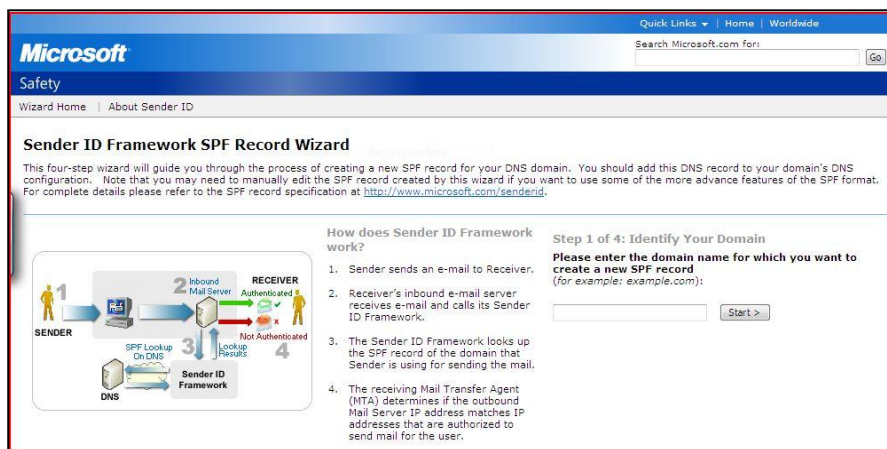 Quick Links | Home | Worldwide
Microsoft
Search Microsoft.com for:
Go
Safety
Wizard Home | About Sender ID
Sender ID Framework SPF Record Wizard
This four-step wizard will guide you through the process of creating a new SPF record for your DNS domain. You should add this DNS record to your domain's DNS
configuration. Note that you may need to manually edit the SPF record created by this wizard if you want to use some of the more advance features of the SPF format.
For complete details please refer to the SPF record specification at http://www.microsoft.com/senderid.
1
SENDER
2 Inbound
Mail Server
RECEIVER
Authenticated
Not Authenticated
4
SPF Lookup
On DNS
3
Lookup
Results
DNS
Sender ID
Framework
How does Sender ID Framework
work?
1. Sender sends an e-mail to Receiver.
2. Receiver's inbound e-mail server
receives e-mail and calls its Sender
ID Framework.
3. The Sender ID Framework looks up
the SPF record of the domain that
Sender is using for sending the mail.
4. The receiving Mail Transfer Agent
(MTA) determines if the outbound
Mail Server IP address matches IP
addresses that are authorized to
send mail for the user.
Step 1 of 4: Identify Your Domain
Please enter the domain name for which you want to
create a new SPF record
(for example: example.com):
Start >